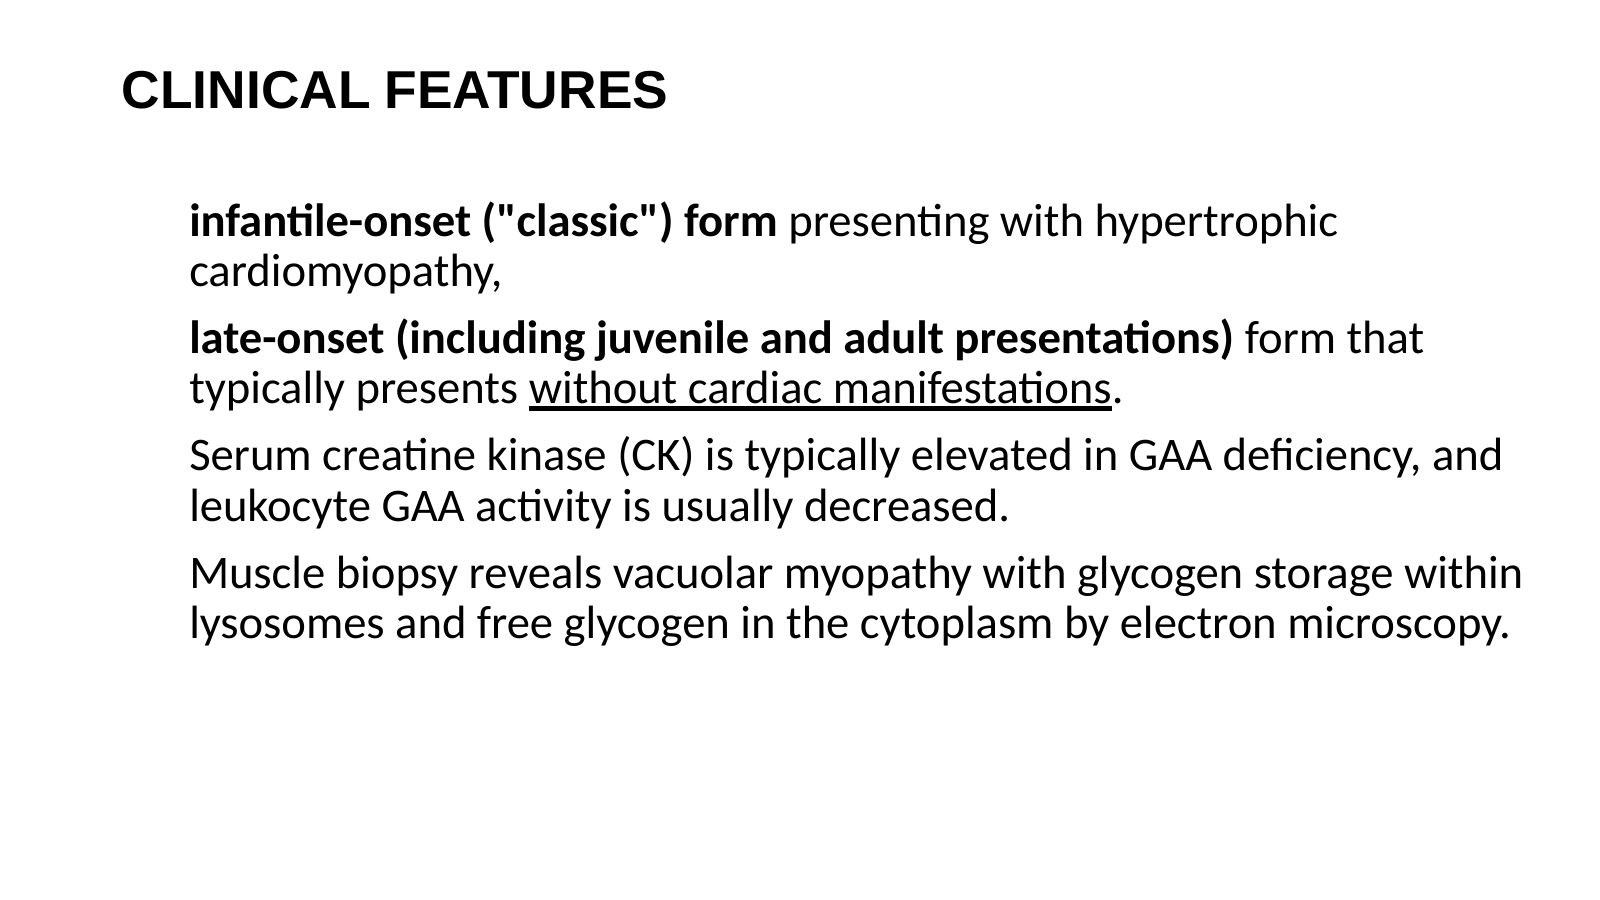 CLINICAL FEATURES
infantile-onset ("classic") form presenting with hypertrophic
cardiomyopathy,
late-onset (including juvenile and adult presentations) form that
typically presents without cardiac manifestations.
Serum creatine kinase (CK) is typically elevated in GAA deficiency, and
leukocyte GAA activity is usually decreased.
Muscle biopsy reveals vacuolar myopathy with glycogen storage within
lysosomes and free glycogen in the cytoplasm by electron microscopy.